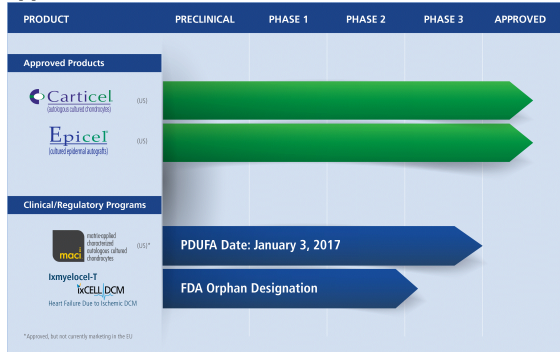 PRODUCT PRECLINICAL PHASE 1 PHASE 2 PHASE 3 APPROVED
Approved Products
Carticel (US)
(autologous cultured chondrocytes)
Epicel (US)
(cultured epidermal autografts)
Clinical/Regulatory Programs
maci
matrix-applied
characterized
autologous cultured
chondrocytes
(US)*
PDUFA Date: January 3, 2017
Ixmyelocel-T
ixCELL DCM
Heart Failure Due to Ischemic DCM
FDA Orphan Designation
*Approved, but not currently marketing in the EU